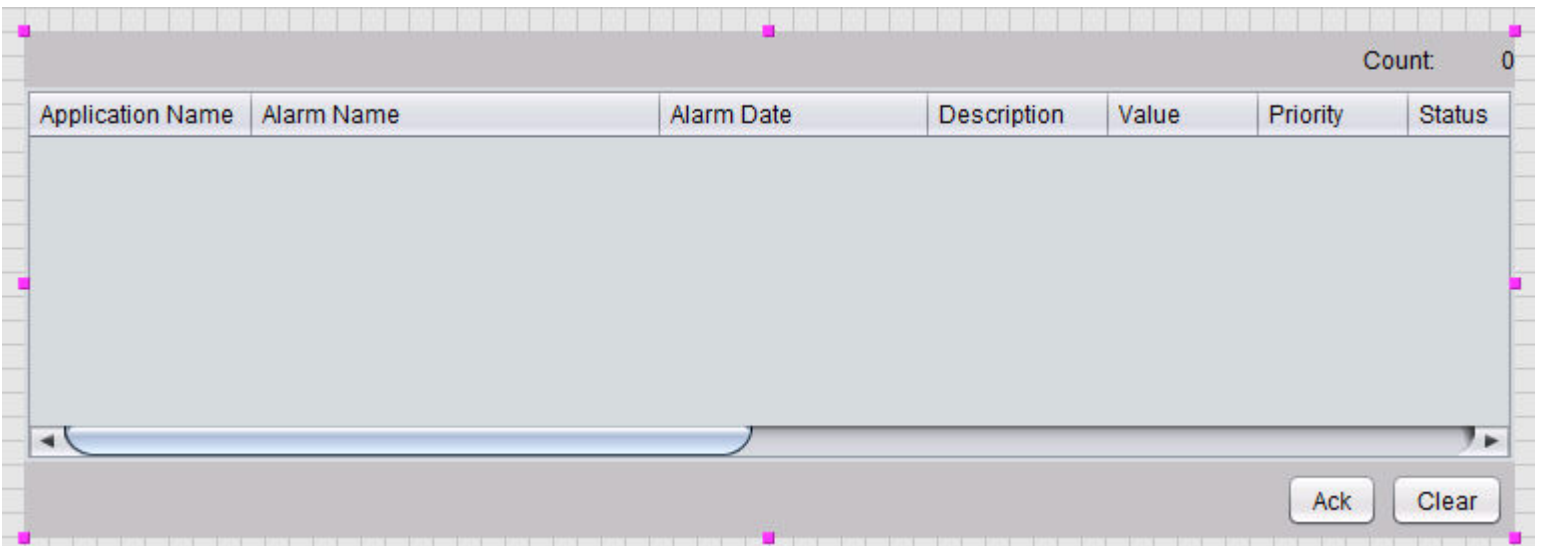 Count: 0
Application Name Alarm Name Alarm Date Description Value Priority Status
Ack Clear